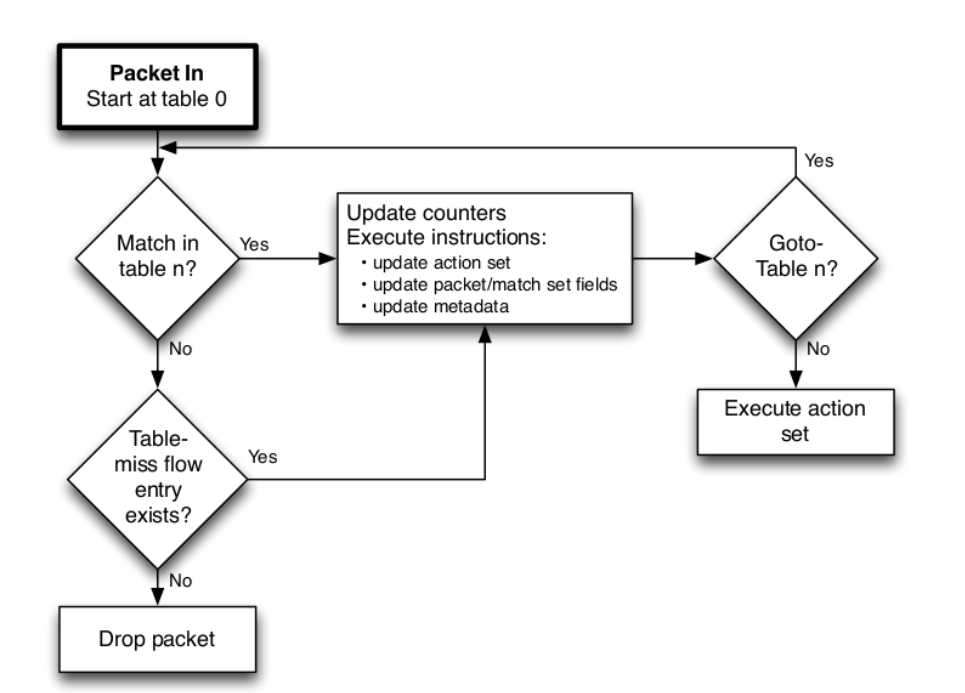 Packet In
Start at table 0
Yes
Match in
table n?
Yes
Update counters
Execute instructions:
• update action set
• update packet/match set fields
• update metadata
Goto-
Table n?
No
No
Execute action
set
Table-
miss flow
entry
exists?
Yes
No
Drop packet